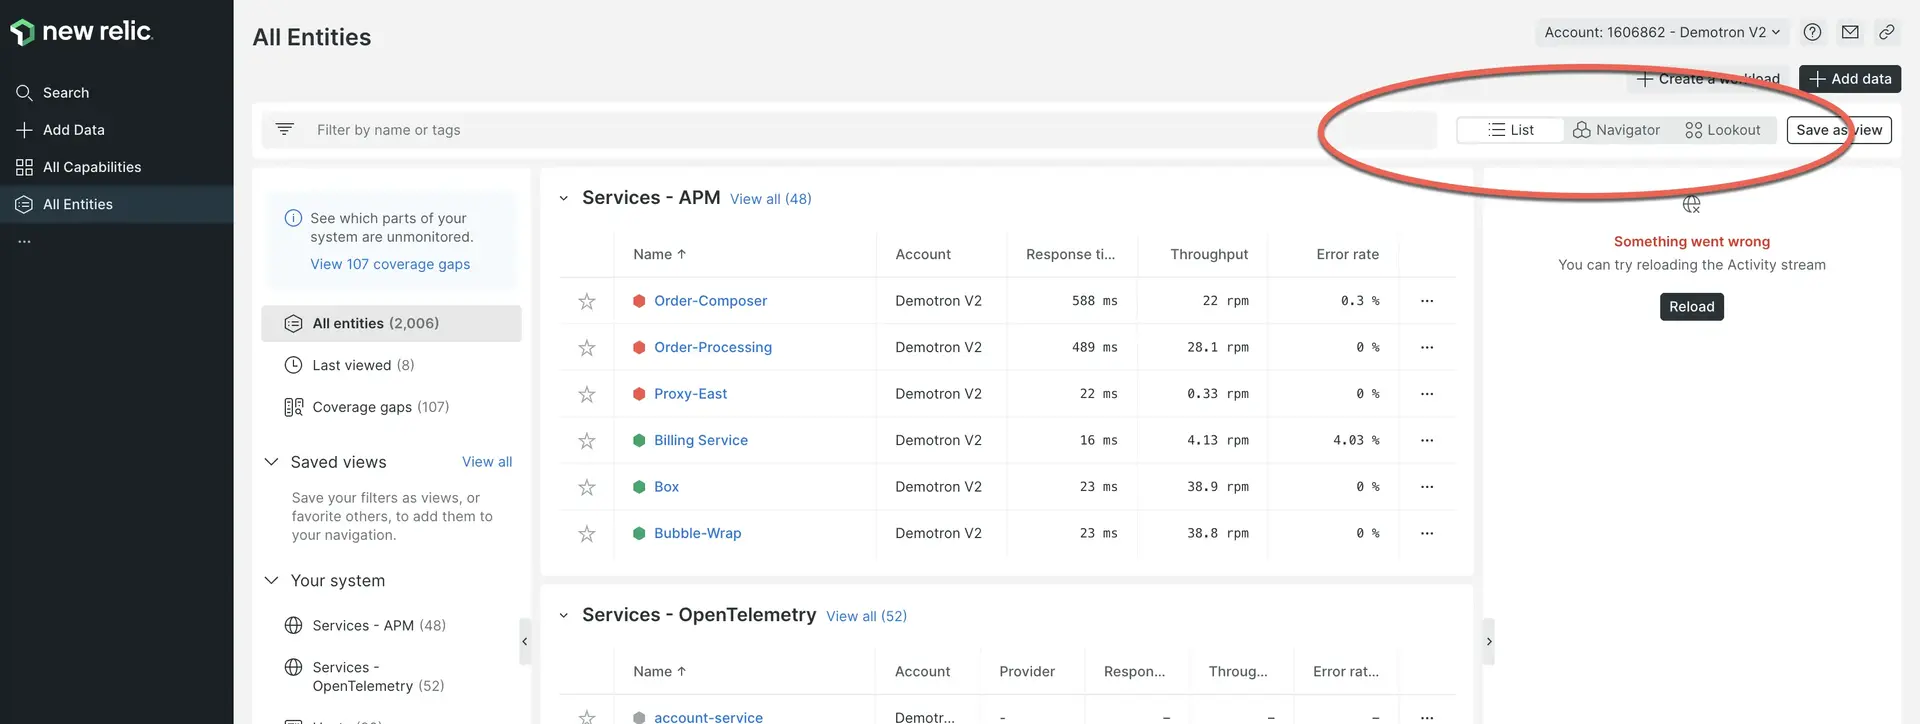 new relic.
Search
Add Data
All Capabilities
All Entities
...
All Entities
Account: 1606862 - Demotron V2
Create a workload
Add data
Filter by name or tags
List
Navigator
Lookout
Save as view
See which parts of your
system are unmonitored.
View 107 coverage gaps
All entities (2,006)
Last viewed (8)
Coverage gaps (107)
Saved views
View all
Save your filters as views, or
favorite others, to add them to
your navigation.
Your system
Services - APM (48)
Services -
OpenTelemetry (52)
Services - APM View all (48)
Name ↑ Account Response ti... Throughput Error rate
Order-Composer Demotron V2 588 ms 22 rpm 0.3 % ...
Order-Processing Demotron V2 489 ms 28.1 rpm 0 % ...
Proxy-East Demotron V2 22 ms 0.33 rpm 0 % ...
Billing Service Demotron V2 16 ms 4.13 rpm 4.03 % ...
Box Demotron V2 23 ms 38.9 rpm 0 % ...
Bubble-Wrap Demotron V2 23 ms 38.8 rpm 0 % ...
Services - OpenTelemetry View all (52)
Name ↑ Account Provider Respon... Throug... Error rat...
account-service Demotr... - – – – ...
Something went wrong
You can try reloading the Activity stream
Reload